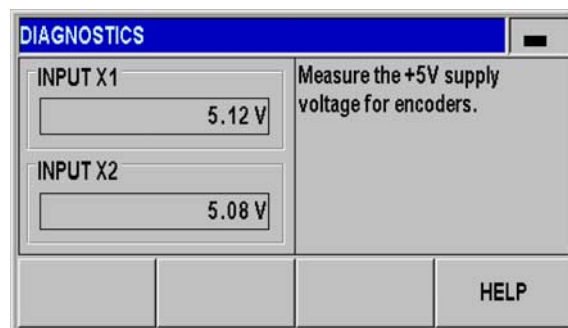 DIAGNOSTICS
INPUT X1
5.12 V
INPUT X2
5.08 V
Measure the +5V supply
voltage for encoders.
HELP